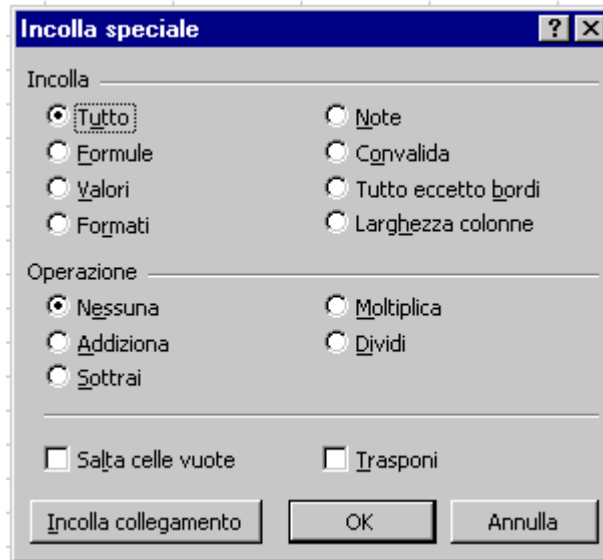 Incolla speciale
Incolla
Tutto
Note
Formule
Convalida
Valori
Tutto eccetto bordi
Formati
Larghezza colonne
Operazione
Nessuna
Moltiplica
Addiziona
Dividi
Sottrai
Salta celle vuote
Trasponi
Incolla collegamento
OK
Annulla